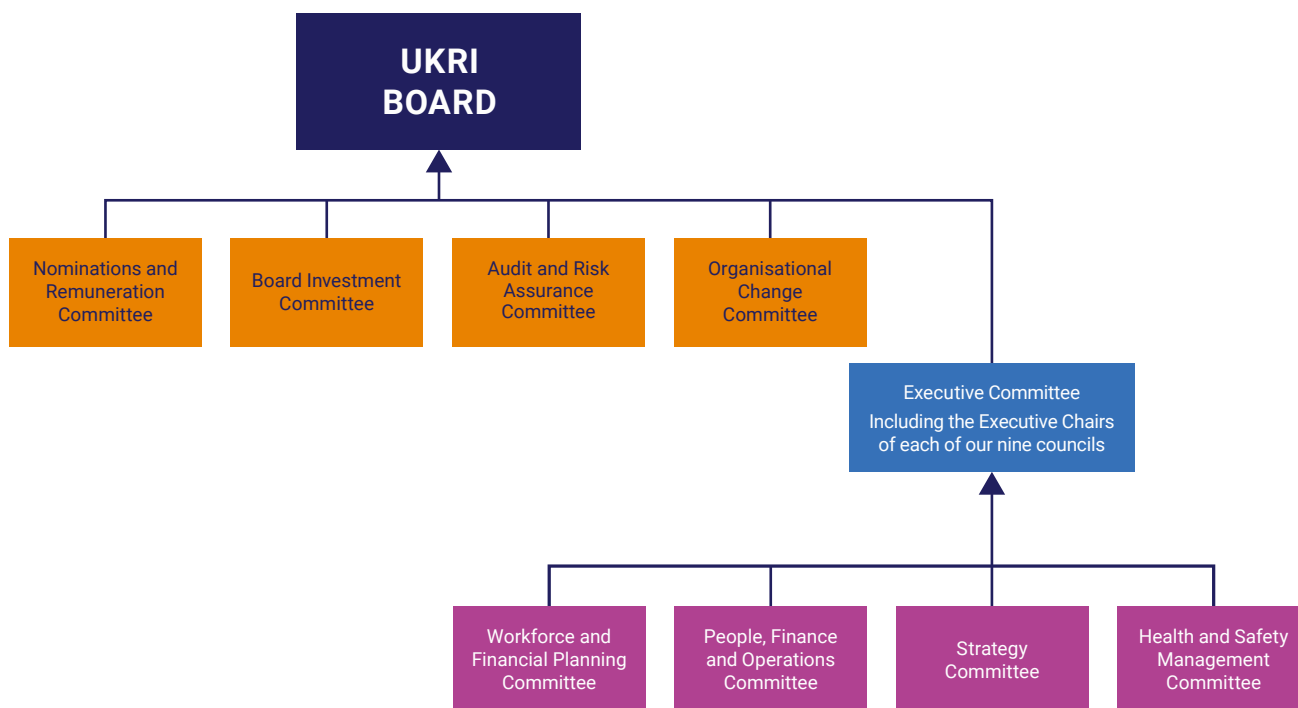 UKRI
BOARD
Nominations and
Remuneration
Committee
Board Investment
Committee
Audit and Risk
Assurance
Committee
Organisational
Change
Committee
Executive Committee
Including the Executive Chairs
of each of our nine councils
Workforce and
Financial Planning
Committee
People, Finance
and Operations
Committee
Strategy
Committee
Health and Safety
Management
Committee